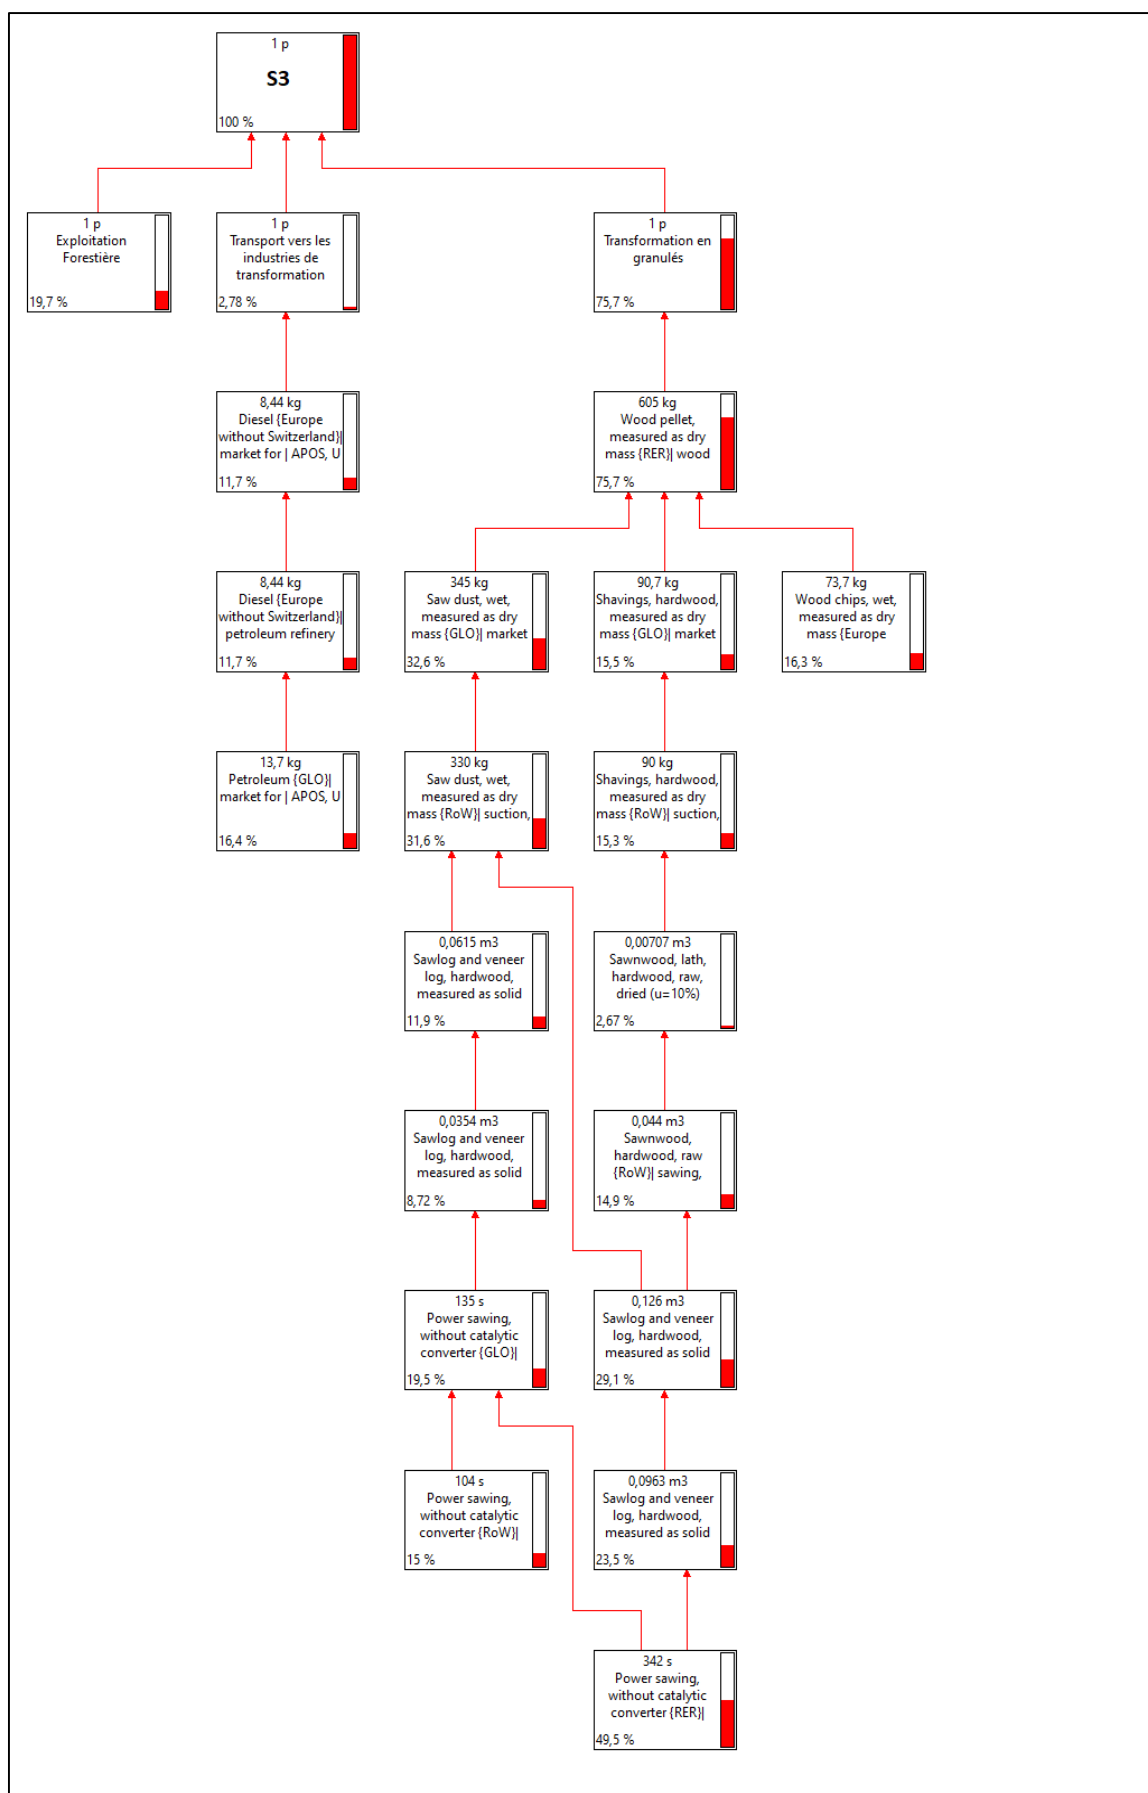 1 p
S3
100 %
1 p
Exploitation
Forestière
19,7 %
1 p
Transport vers les
industries de
transformation
2,78 %
1 p
Transformation en
granulés
75,7 %
8,44 kg
Diesel {Europe
without Switzerland}|
market for | APOS, U
11,7 %
605 kg
Wood pellet,
measured as dry
mass {RER}| wood
75,7 %
8,44 kg
Diesel {Europe
without Switzerland}|
petroleum refinery
11,7 %
345 kg
Saw dust, wet,
measured as dry
mass {GLO}| market
32,6 %
90,7 kg
Shavings, hardwood,
measured as dry
mass {GLO}| market
15,5 %
73,7 kg
Wood chips, wet,
measured as dry
mass {Europe
16,3 %
13,7 kg
Petroleum {GLO}|
market for | APOS, U
16,4 %
330 kg
Saw dust, wet,
measured as dry
mass {RoW}| suction,
31,6 %
90 kg
Shavings, hardwood,
measured as dry
mass {RoW}| suction,
15,3 %
0,0615 m3
Sawlog and veneer
log, hardwood,
measured as solid
11,9 %
0,00707 m3
Sawnwood, lath,
hardwood, raw,
dried (u=10%)
2,67 %
0,0354 m3
Sawlog and veneer
log, hardwood,
measured as solid
8,72 %
0,044 m3
Sawnwood,
hardwood, raw
{RoW}| sawing,
14,9 %
135 s
Power sawing,
without catalytic
converter {GLO}|
19,5 %
0,126 m3
Sawlog and veneer
log, hardwood,
measured as solid
29,1 %
104 s
Power sawing,
without catalytic
converter {RoW}|
15 %
0,0963 m3
Sawlog and veneer
log, hardwood,
measured as solid
23,5 %
342 s
Power sawing,
without catalytic
converter {RER}|
49,5 %